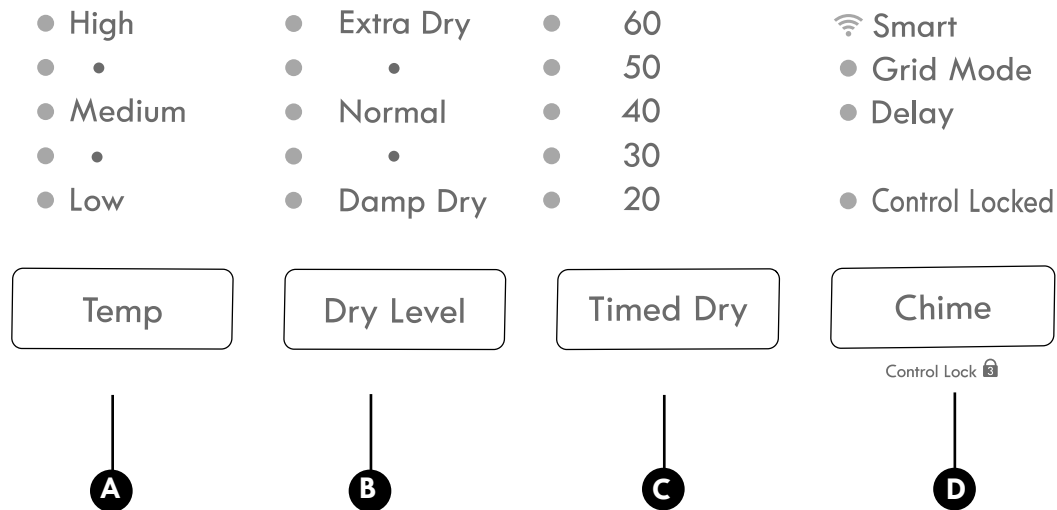 High Extra Dry 60 Smart
• • 50 Grid Mode
Medium Normal 40 Delay
• • 30
Low Damp Dry 20 Control Locked
Temp Dry Level Timed Dry Chime
Control Lock 3
A B C D